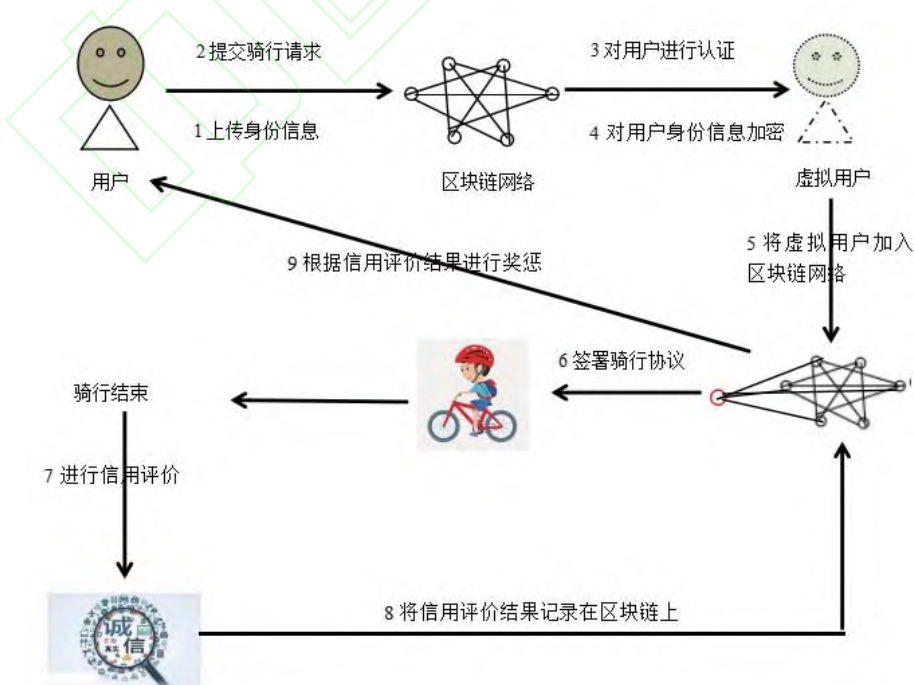 2提交骑行请求
3对用户进行认证
1上传身份信息
4 对用户身份信息加密
用户
区块链网络
虚拟用户
5 将虚拟用户加入
区块链网络
9根据信用评价结果进行奖惩
6签署骑行协议
骑行结束
7 进行信用评价
8将信用评价结果记录在区块链上
诚
信